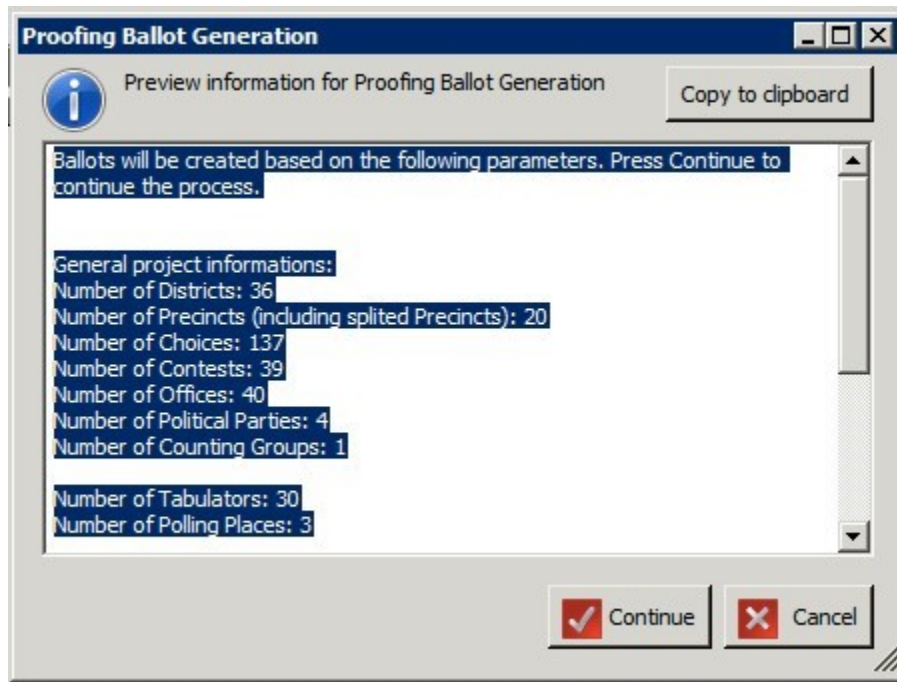 Proofing Ballot Generation
Preview information for Proofing Ballot Generation
Copy to clipboard
Ballots will be created based on the following parameters. Press Continue to
continue the process.
General project informations:
Number of Districts: 36
Number of Precincts (including splited Precincts): 20
Number of Choices: 137
Number of Contests: 39
Number of Offices: 40
Number of Political Parties: 4
Number of Counting Groups: 1
Number of Tabulators: 30
Number of Polling Places: 3
Continue
Cancel